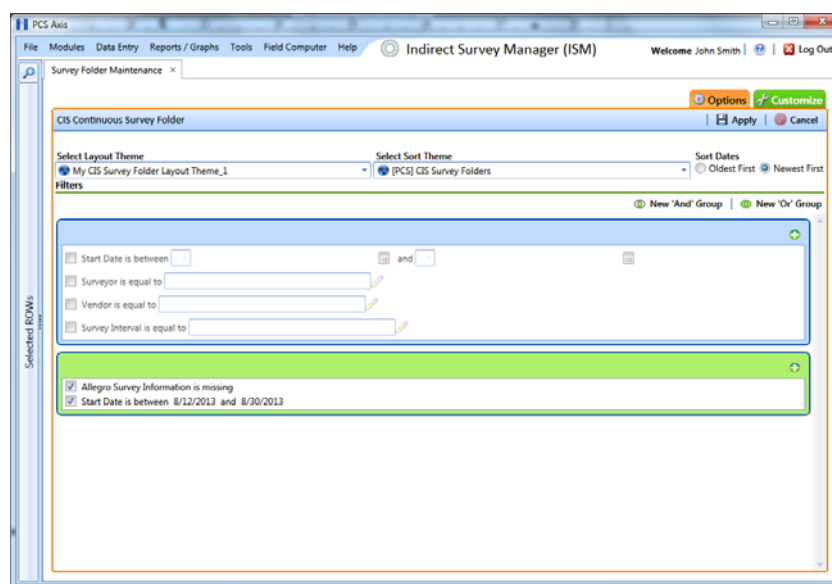 PCS Axis
File Modules Data Entry Reports / Graphs Tools Field Computer Help Indirect Survey Manager (ISM) Welcome John Smith Log Out
Survey Folder Maintenance ×
Options Customize
CIS Continuous Survey Folder Apply Cancel
Select Layout Theme Select Sort Theme Sort Dates
My CIS Survey Folder Layout Theme_1 [PCS] CIS Survey Folders Oldest First Newest First
Filters
New 'And' Group New 'Or' Group
Start Date is between and
Surveyor is equal to
Vendor is equal to
Survey Interval is equal to
Allegro Survey Information is missing
Start Date is between 8/12/2013 and 8/30/2013
Selected ROWs